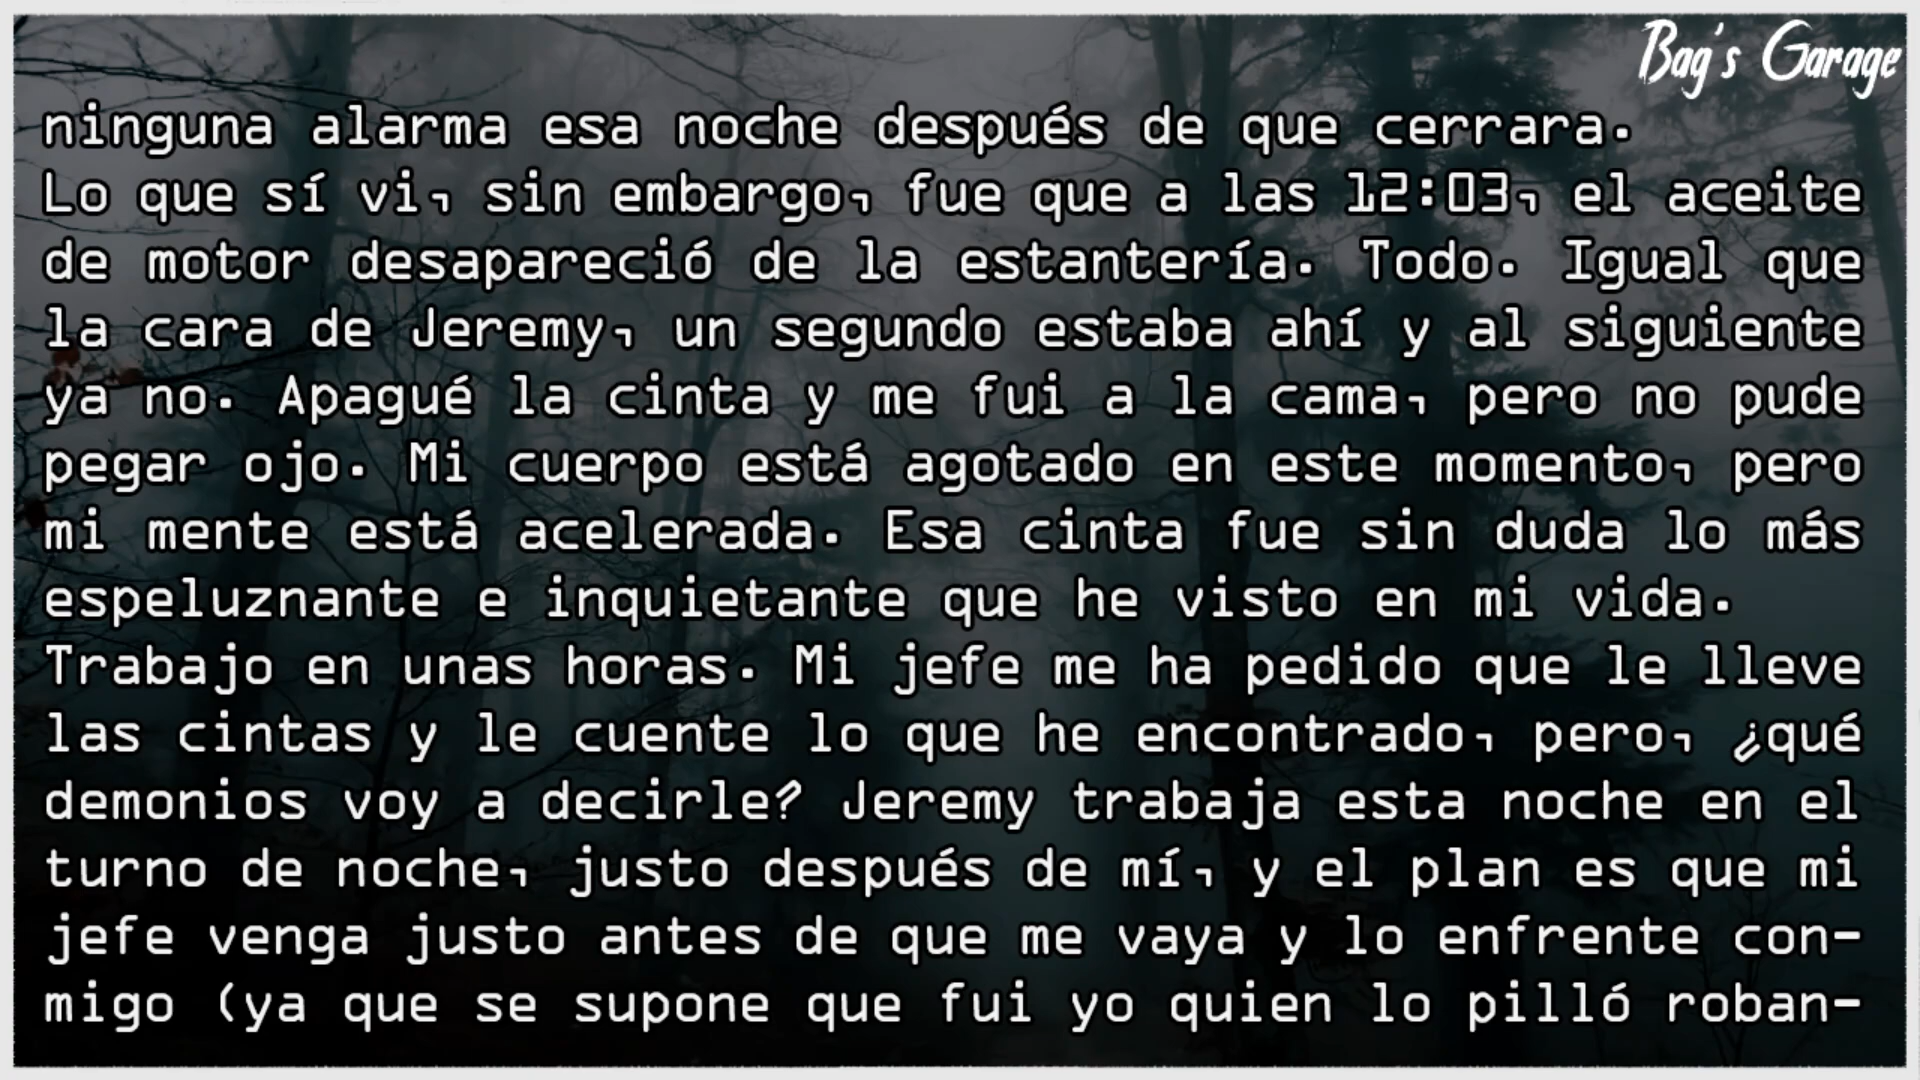 Bag's Garage
ninguna alarma esa noche después de que cerrara.
Lo que sí vi, sin embargo, fue que a las 12:03, el aceite
de motor desapareció de la estantería. Todo. Igual que
la cara de Jeremy, un segundo estaba ahí y al siguiente
ya no. Apagué la cinta y me fui a la cama, pero no pude
pegar ojo. Mi cuerpo está agotado en este momento, pero
mi mente está acelerada. Esa cinta fue sin duda lo más
espeluznante e inquietante que he visto en mi vida.
Trabajo en unas horas. Mi jefe me ha pedido que le lleve
las cintas y le cuente lo que he encontrado, pero, ¿qué
demonios voy a decirle? Jeremy trabaja esta noche en el
turno de noche, justo después de mí, y el plan es que mi
jefe venga justo antes de que me vaya y lo enfrente con-
migo (ya que se supone que fui yo quien lo pilló roban-